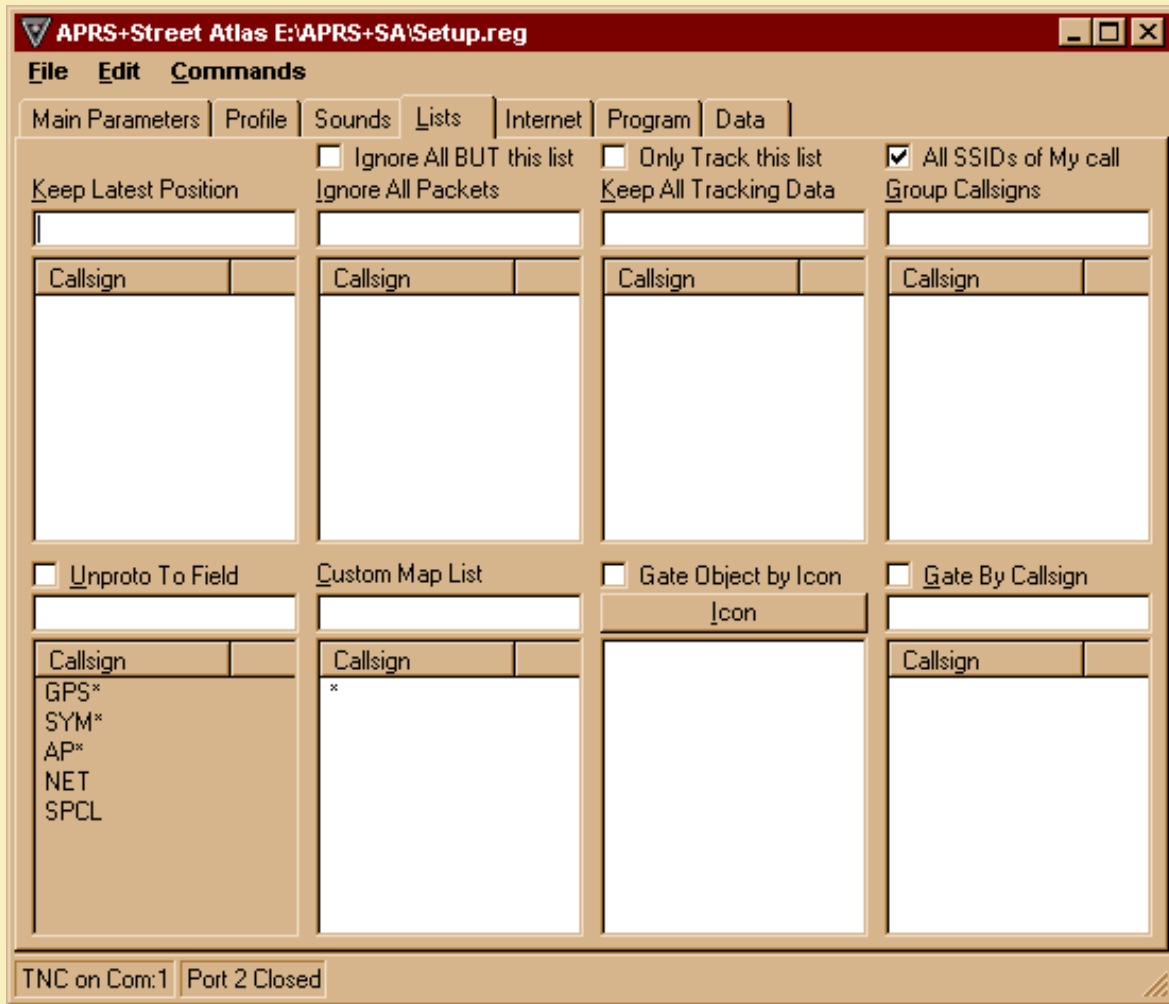 APRS+Street Atlas E:\APRS+SA\Setup.reg
File Edit Commands
Main Parameters Profile Sounds Lists Internet Program Data
Ignore All BUT this list Only Track this list All SSIDs of My call
Keep Latest Position Ignore All Packets Keep All Tracking Data Group Callsigns
Callsign Callsign Callsign Callsign
Unproto To Field Custom Map List Gate Object by Icon Gate By Callsign
Icon
Callsign Callsign Callsign
GPS* *
SYM*
AP*
NET
SPCL
TNC on Com:1 Port 2 Closed